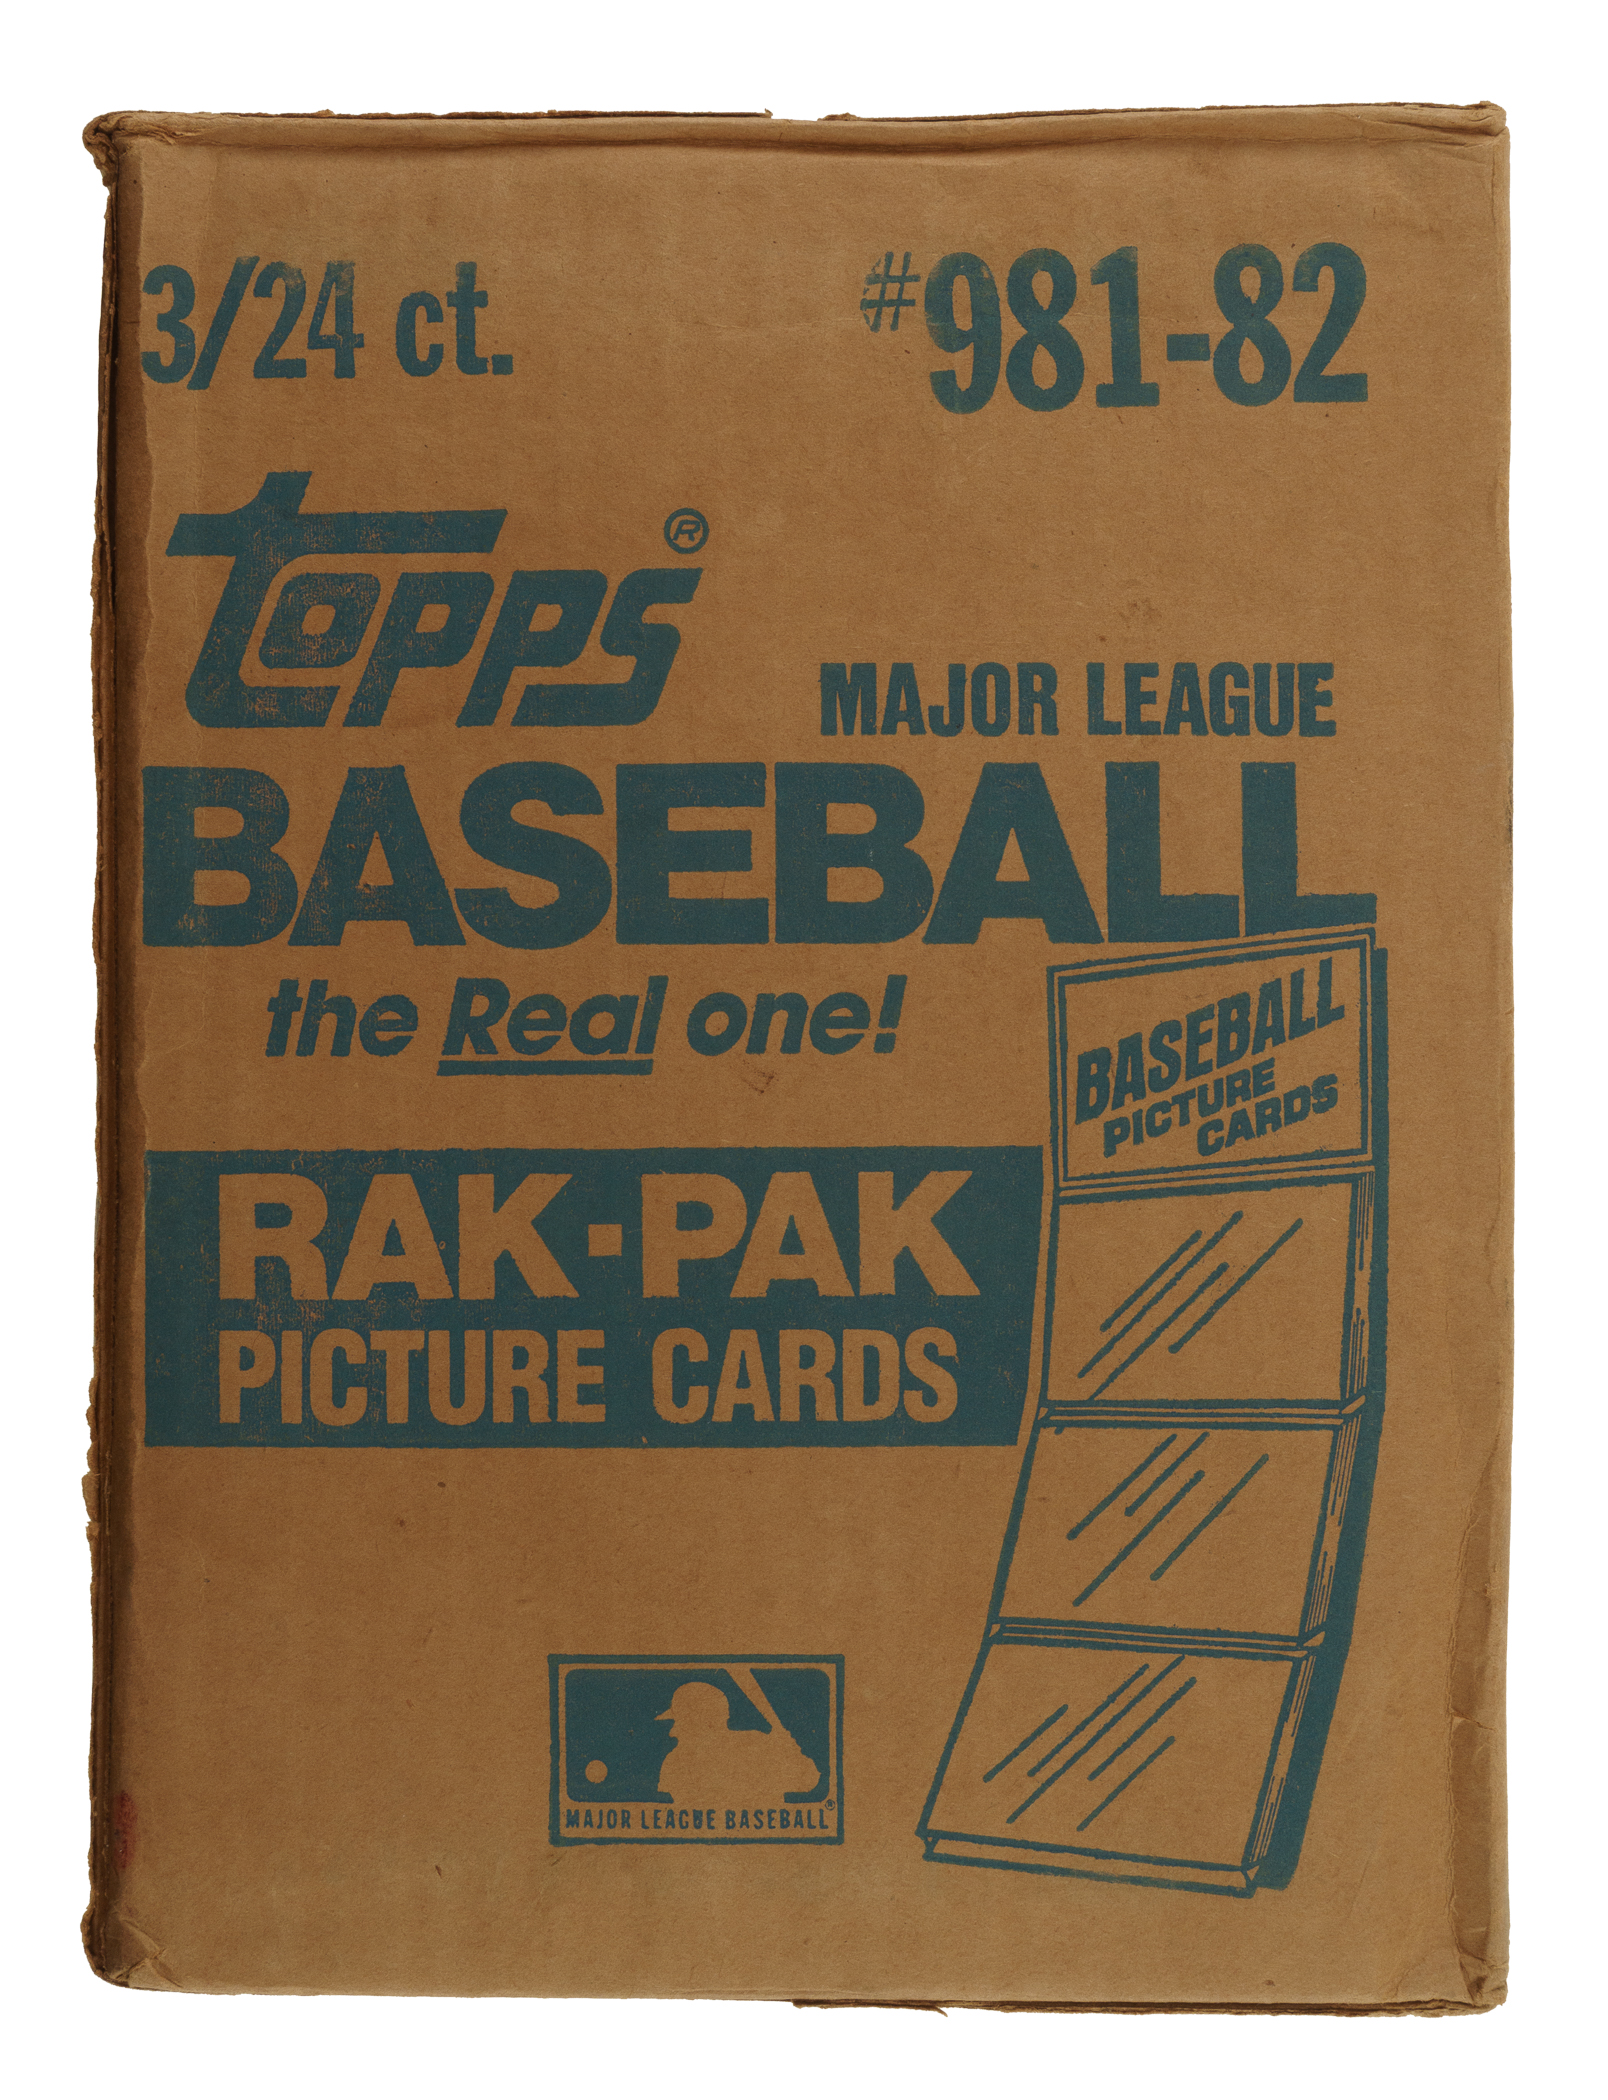 3/24 ct.
#981-82
topps®
MAJOR LEAGUE
BASEBALL
the Real one!
BASEBALL
PICTURE
CARDS
RAK-PAK
PICTURE CARDS
MAJOR LEAGUE BASEBALL®